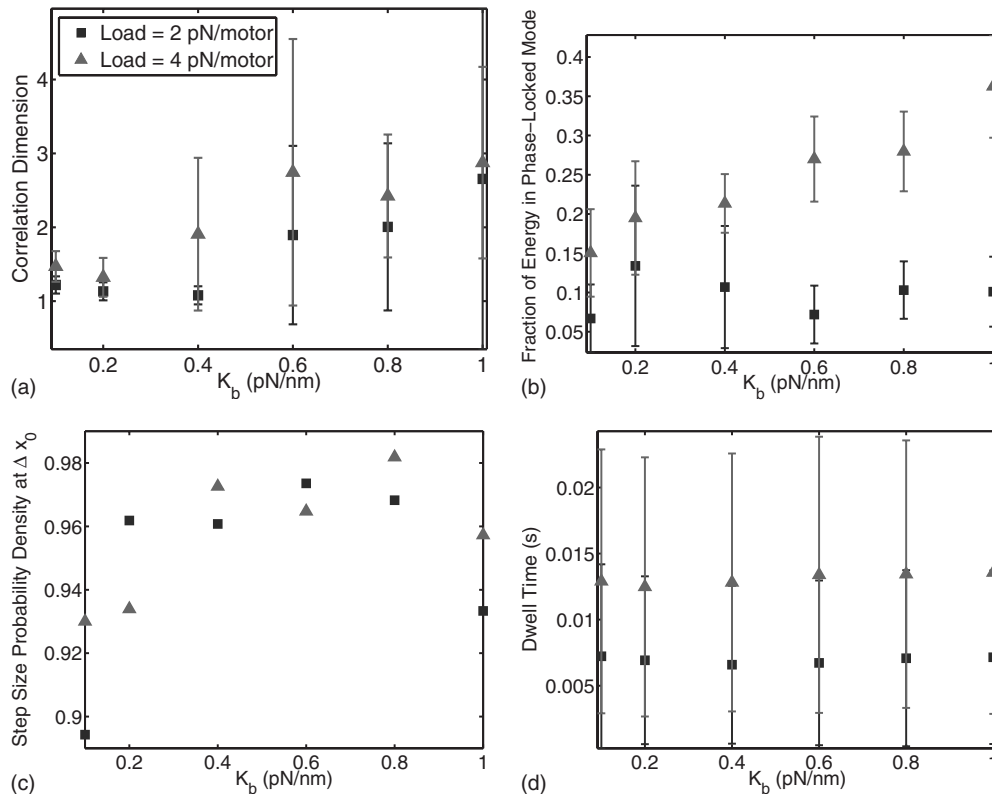 Load = 2 pN/motor
Load = 4 pN/motor
Correlation Dimension
4
3
2
1
0.2
0.4
0.6
0.8
1
K_b (pN/nm)
(a)
Fraction of Energy in Phase-Locked Mode
0.4
0.35
0.3
0.25
0.2
0.15
0.1
0.05
0.2
0.4
0.6
0.8
1
K_b (pN/nm)
(b)
Step Size Probability Density at Δ x_0
0.98
0.96
0.94
0.92
0.9
0.2
0.4
0.6
0.8
1
K_b (pN/nm)
(c)
Dwell Time (s)
0.02
0.015
0.01
0.005
0.2
0.4
0.6
0.8
1
K_b (pN/nm)
(d)